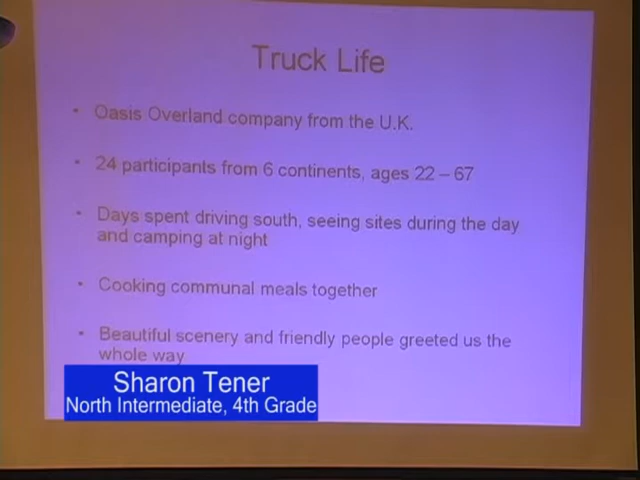 Truck Life
• Oasis Overland company from the U.K.
• 24 participants from 6 continents, ages 22 – 67
• Days spent driving south, seeing sites during the day
and camping at night
• Cooking communal meals together
• Beautiful scenery and friendly people greeted us the
whole way
Sharon Tener
North Intermediate, 4th Grade